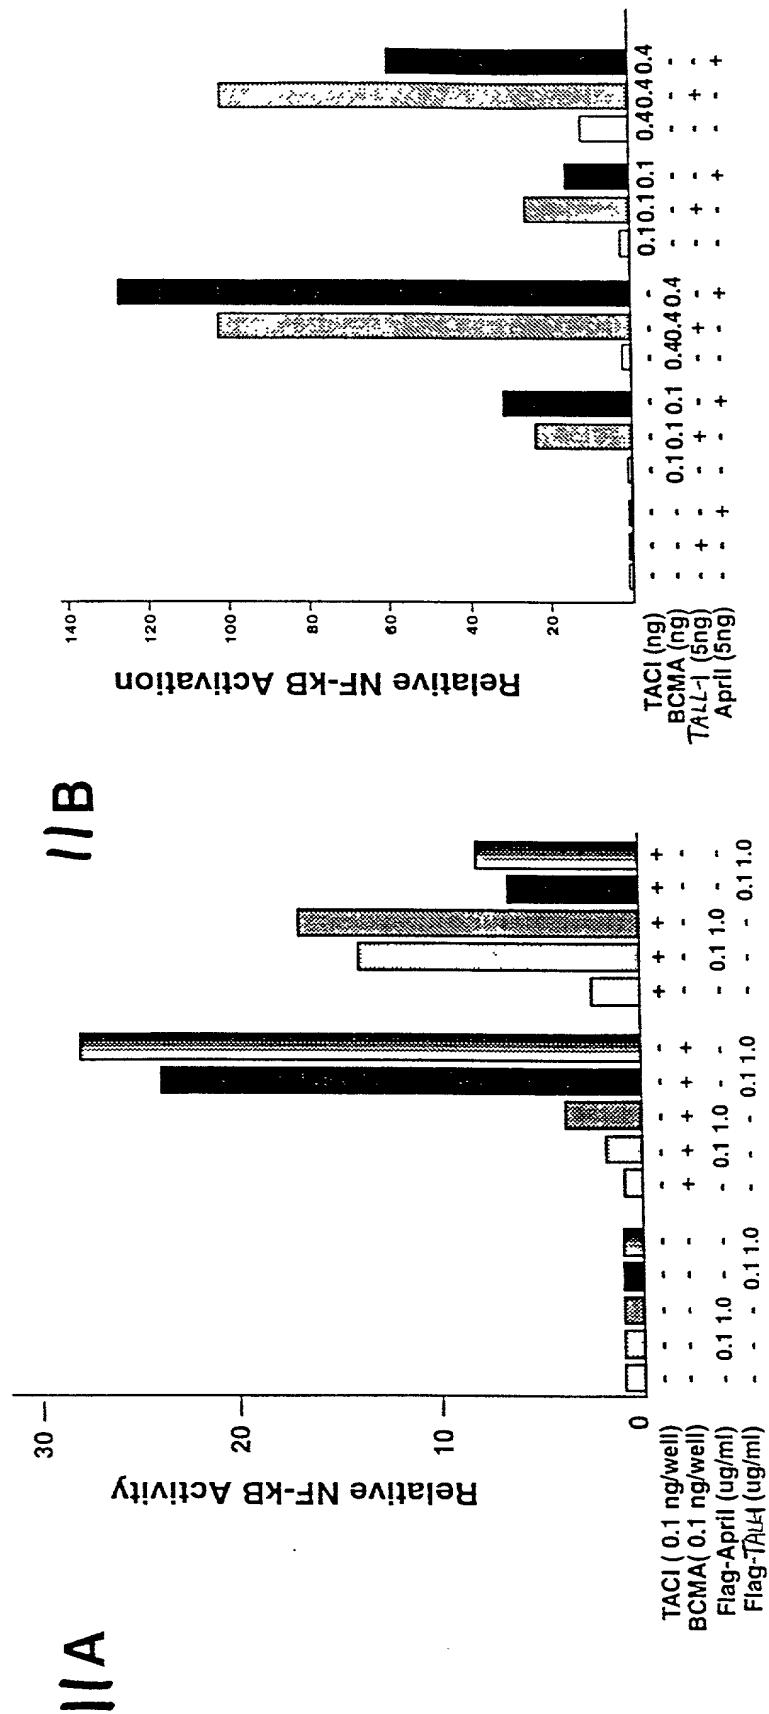 11A
Relative NF-kB Activity
30
20
10
0
TACI ( 0.1 ng/well) - - - - - - - - - - + + + + +
BCMA( 0.1 ng/well) - - - - - + + + + + - - - - -
Flag-April (ug/ml) - 0.1 1.0 - - - 0.1 1.0 - - - 0.1 1.0 - -
Flag-TALL-1 (ug/ml) - - - 0.1 1.0 - - - 0.1 1.0 - - - 0.1 1.0
11B
Relative NF-kB Activation
140
120
100
80
60
40
20
TACI (ng) - - - - - - - - - 0.1 0.1 0.1 0.4 0.4 0.4
BCMA (ng) - - - 0.1 0.1 0.1 0.4 0.4 0.4 - - - - - -
TALL-1 (5ng) - + - - + - - + - - + - - + -
April (5ng) - - + - - + - - + - - + - - +